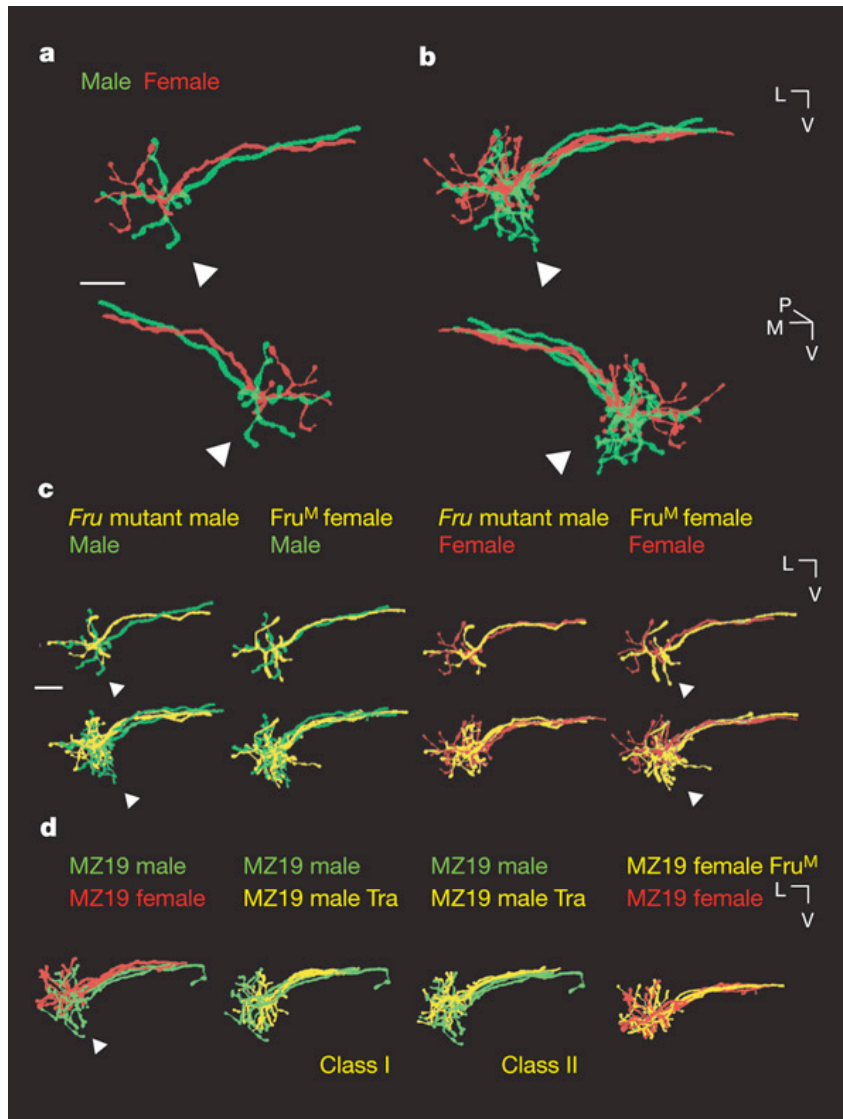 a
b
Male Female
L
V
P
M
V
c
Fru mutant male
Male
FruM female
Male
Fru mutant male
Female
FruM female
Female
L
V
d
MZ19 male
MZ19 female
MZ19 male
MZ19 male Tra
MZ19 male
MZ19 male Tra
MZ19 female FruM
MZ19 female
L
V
Class I
Class II